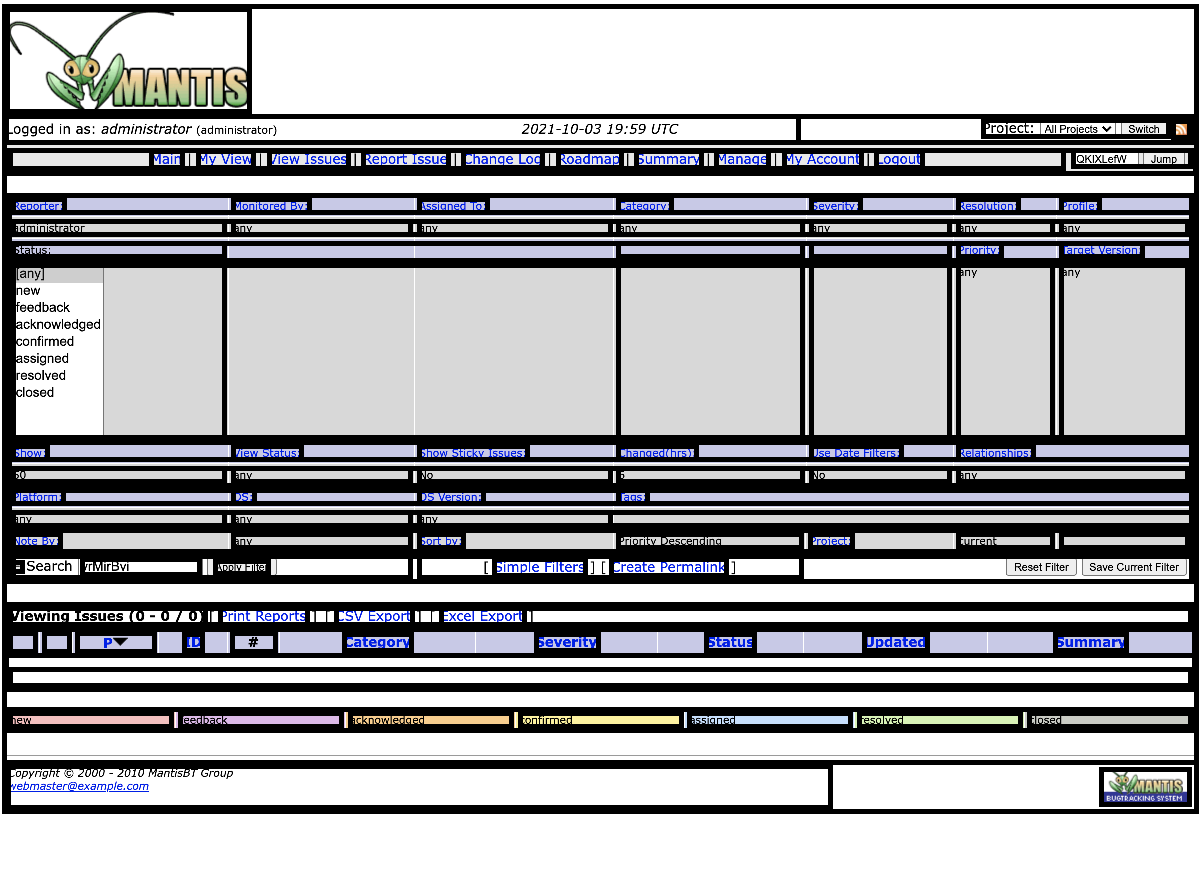 MANTIS
Logged in as: administrator (administrator) 2021-10-03 19:59 UTC Project: All Projects Switch
Main | My View | View Issues | Report Issue | Change Log | Roadmap | Summary | Manage | My Account | Logout QKIXLefW Jump
Reporter: Monitored By: Assigned To: Category: Severity: Resolution: Profile:
administrator any any any any any any
Status: Priority: Target Version:
[any] any any
new
feedback
acknowledged
confirmed
assigned
resolved
closed
Show: View Status: Show Sticky Issues: Changed(hrs): Use Date Filters: Relationships:
50 any No 6 No any
Platform: OS: OS Version: Tags:
any any any
Note By: any Sort by: Priority Descending Project: current
Search yrMirBvi Apply Filter [ Simple Filters ] [ Create Permalink ] Reset Filter Save Current Filter
Viewing Issues (0 - 0 / 0) [ Print Reports ] [ CSV Export ] [ Excel Export ]
P ID # Category Severity Status Updated Summary
new feedback acknowledged confirmed assigned resolved closed
Copyright © 2000 - 2010 MantisBT Group
webmaster@example.com
MANTIS
BUGTRACKING SYSTEM